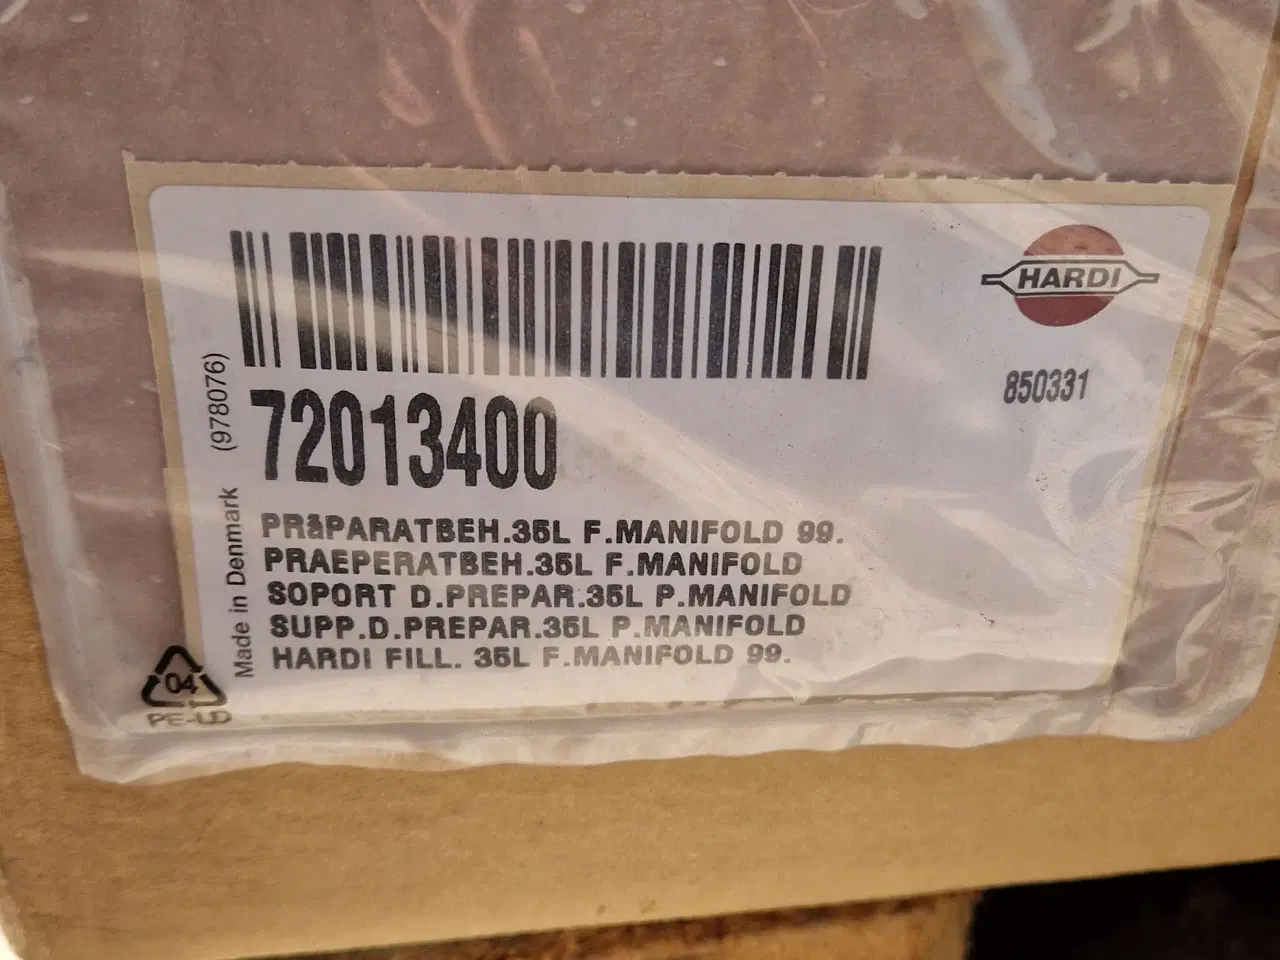 HARDI
850331
(978076)
72013400
Made in Denmark
PRäPARATBEH.35L F.MANIFOLD 99.
PRAEPERATBEH.35L F.MANIFOLD
SOPORT D.PREPAR.35L P.MANIFOLD
SUPP.D.PREPAR.35L P.MANIFOLD
HARDI FILL. 35L F.MANIFOLD 99.
04
PE-LD